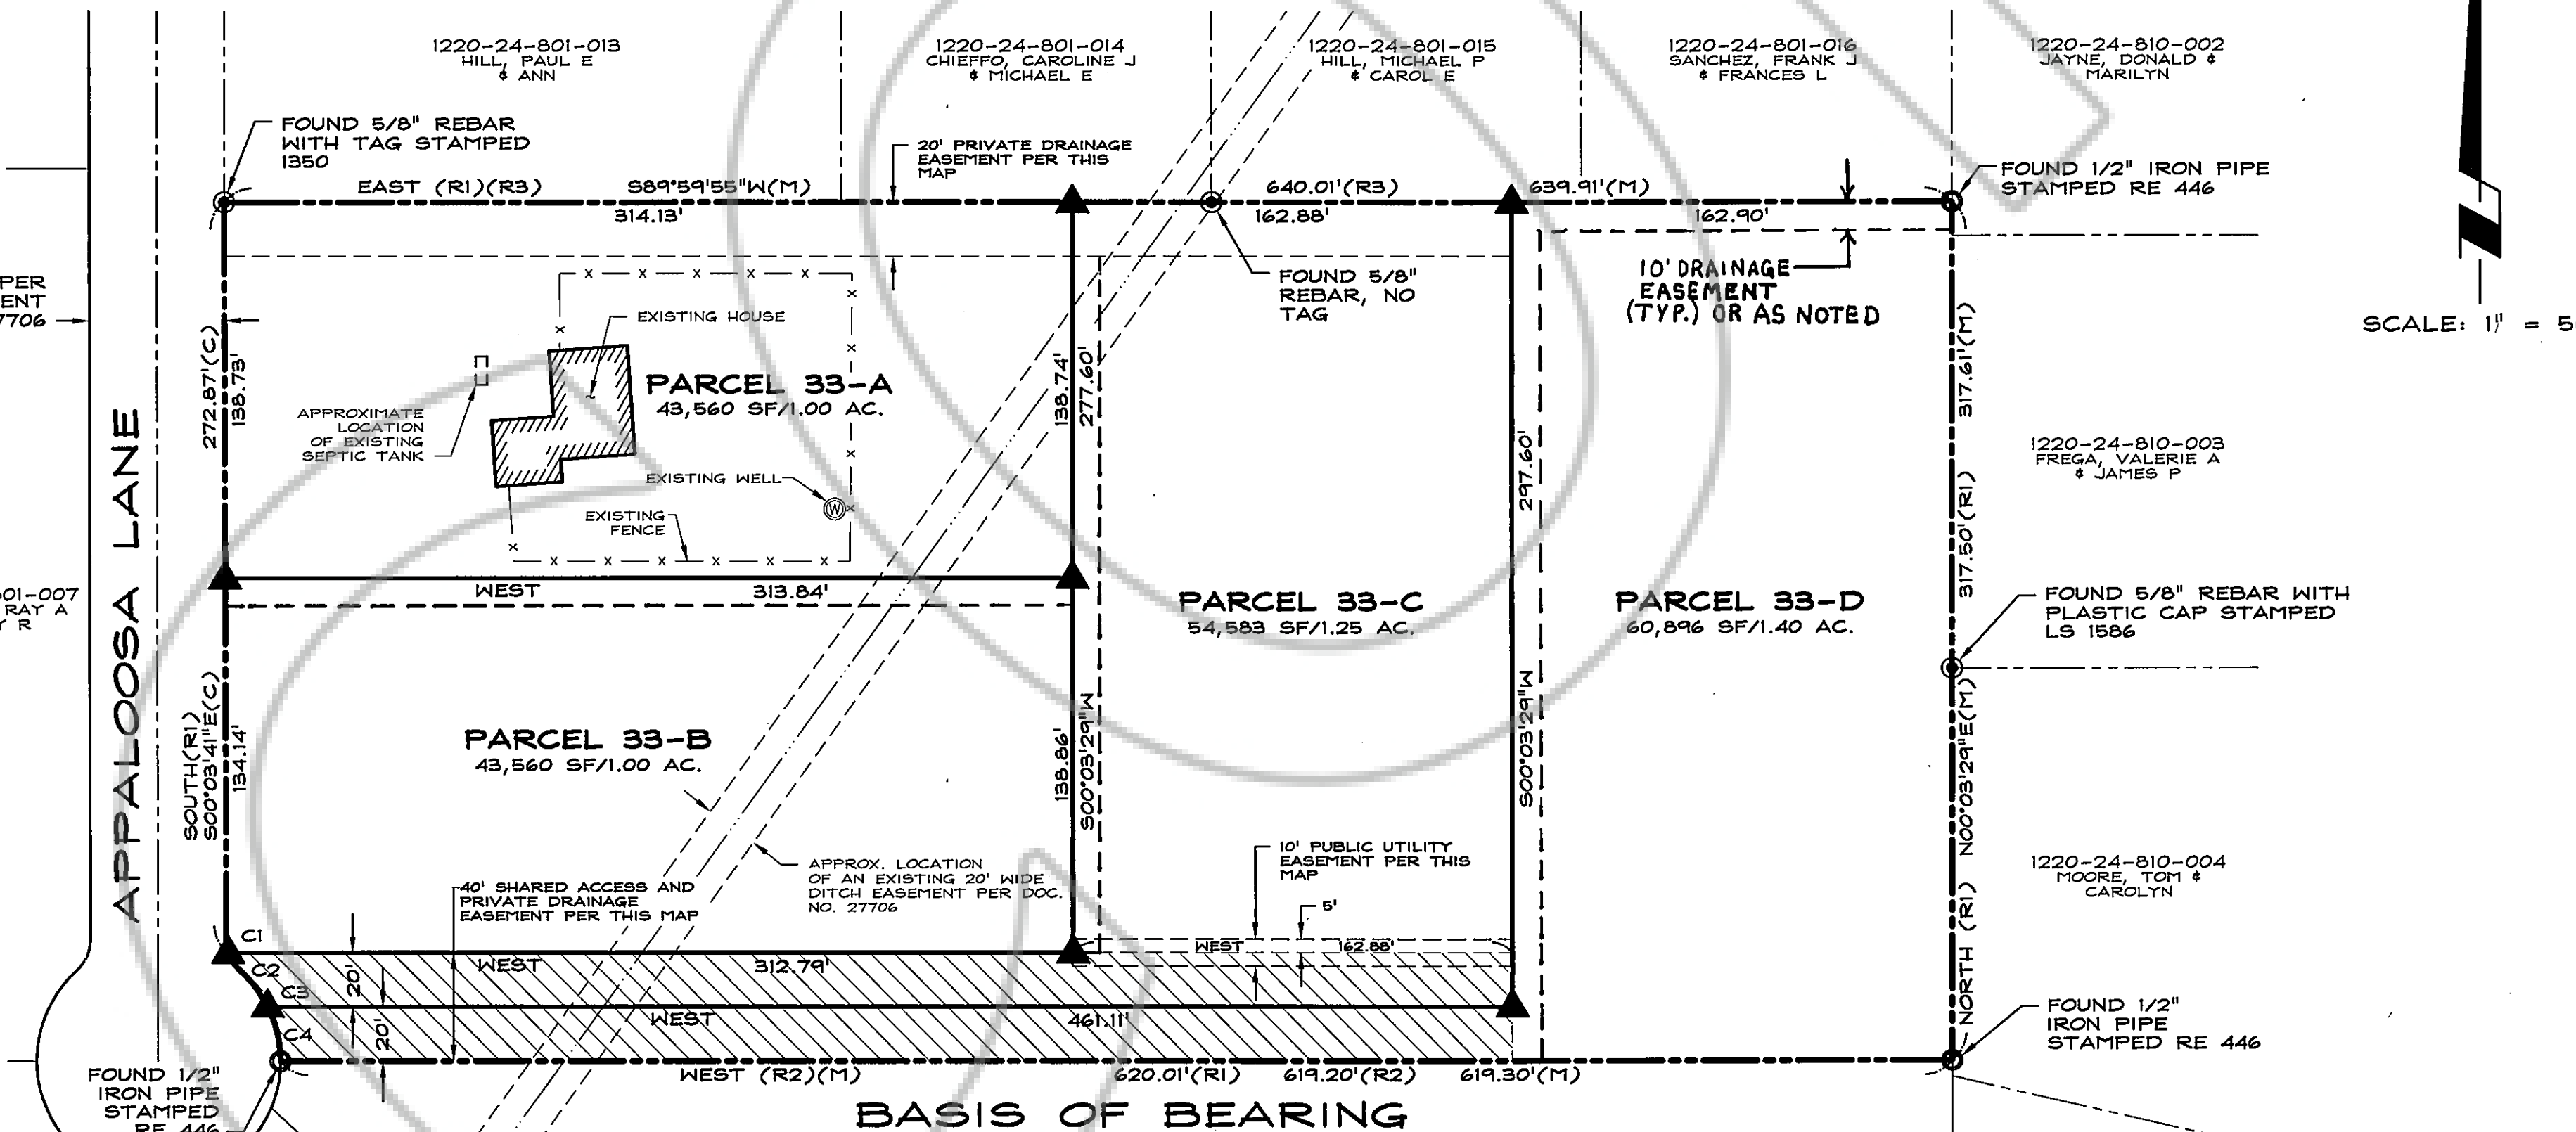 1220-24-801-013
HILL, PAUL E
& ANN
1220-24-801-014
CHIEFFO, CAROLINE J
& MICHAEL E
1220-24-801-015
HILL, MICHAEL P
& CAROL E
1220-24-801-016
SANCHEZ, FRANK J
& FRANCES L
1220-24-810-002
JAYNE, DONALD &
MARILYN
FOUND 5/8" REBAR
WITH TAG STAMPED
1350
20' PRIVATE DRAINAGE
EASEMENT PER THIS
MAP
FOUND 1/2" IRON PIPE
STAMPED RE 446
EAST (R1)(R3)
S89°59'55"W(M)
640.01'(R3)
639.91'(M)
314.13'
162.88'
162.90'
PER
ENT
7706
FOUND 5/8"
REBAR, NO
TAG
10' DRAINAGE
EASEMENT
(TYP.) OR AS NOTED
SCALE: 1" = 5
EXISTING HOUSE
272.87'(C)
138.73'
PARCEL 33-A
43,560 SF/1.00 AC.
138.74'
277.60'
297.60'
317.61'(M)
317.50'(R1)
APPROXIMATE
LOCATION
OF EXISTING
SEPTIC TANK
EXISTING WELL
W
EXISTING
FENCE
1220-24-810-003
FREGA, VALERIE A
& JAMES P
APPALOOSA LANE
WEST
313.84'
01-007
RAY A
Y R
PARCEL 33-C
54,583 SF/1.25 AC.
PARCEL 33-D
60,896 SF/1.40 AC.
FOUND 5/8" REBAR WITH
PLASTIC CAP STAMPED
LS 1586
SOUTH(R1)
S00°03'41"E(C)
134.14'
PARCEL 33-B
43,560 SF/1.00 AC.
138.86'
S00°03'29"W
S00°03'29"W
N00°03'29"E(M)
NORTH (R1)
40' SHARED ACCESS AND
PRIVATE DRAINAGE
EASEMENT PER THIS MAP
APPROX. LOCATION
OF AN EXISTING 20' WIDE
DITCH EASEMENT PER DOC.
NO. 27706
10' PUBLIC UTILITY
EASEMENT PER THIS
MAP
5'
1220-24-810-004
MOORE, TOM &
CAROLYN
C1
C2
WEST
312.79'
WEST
162.88'
20'
C3
WEST
461.11'
C4
20'
FOUND 1/2"
IRON PIPE
STAMPED RE 446
FOUND 1/2"
IRON PIPE
STAMPED
RE 446
WEST (R2)(M)
620.01'(R1)
619.20'(R2)
619.30'(M)
BASIS OF BEARING